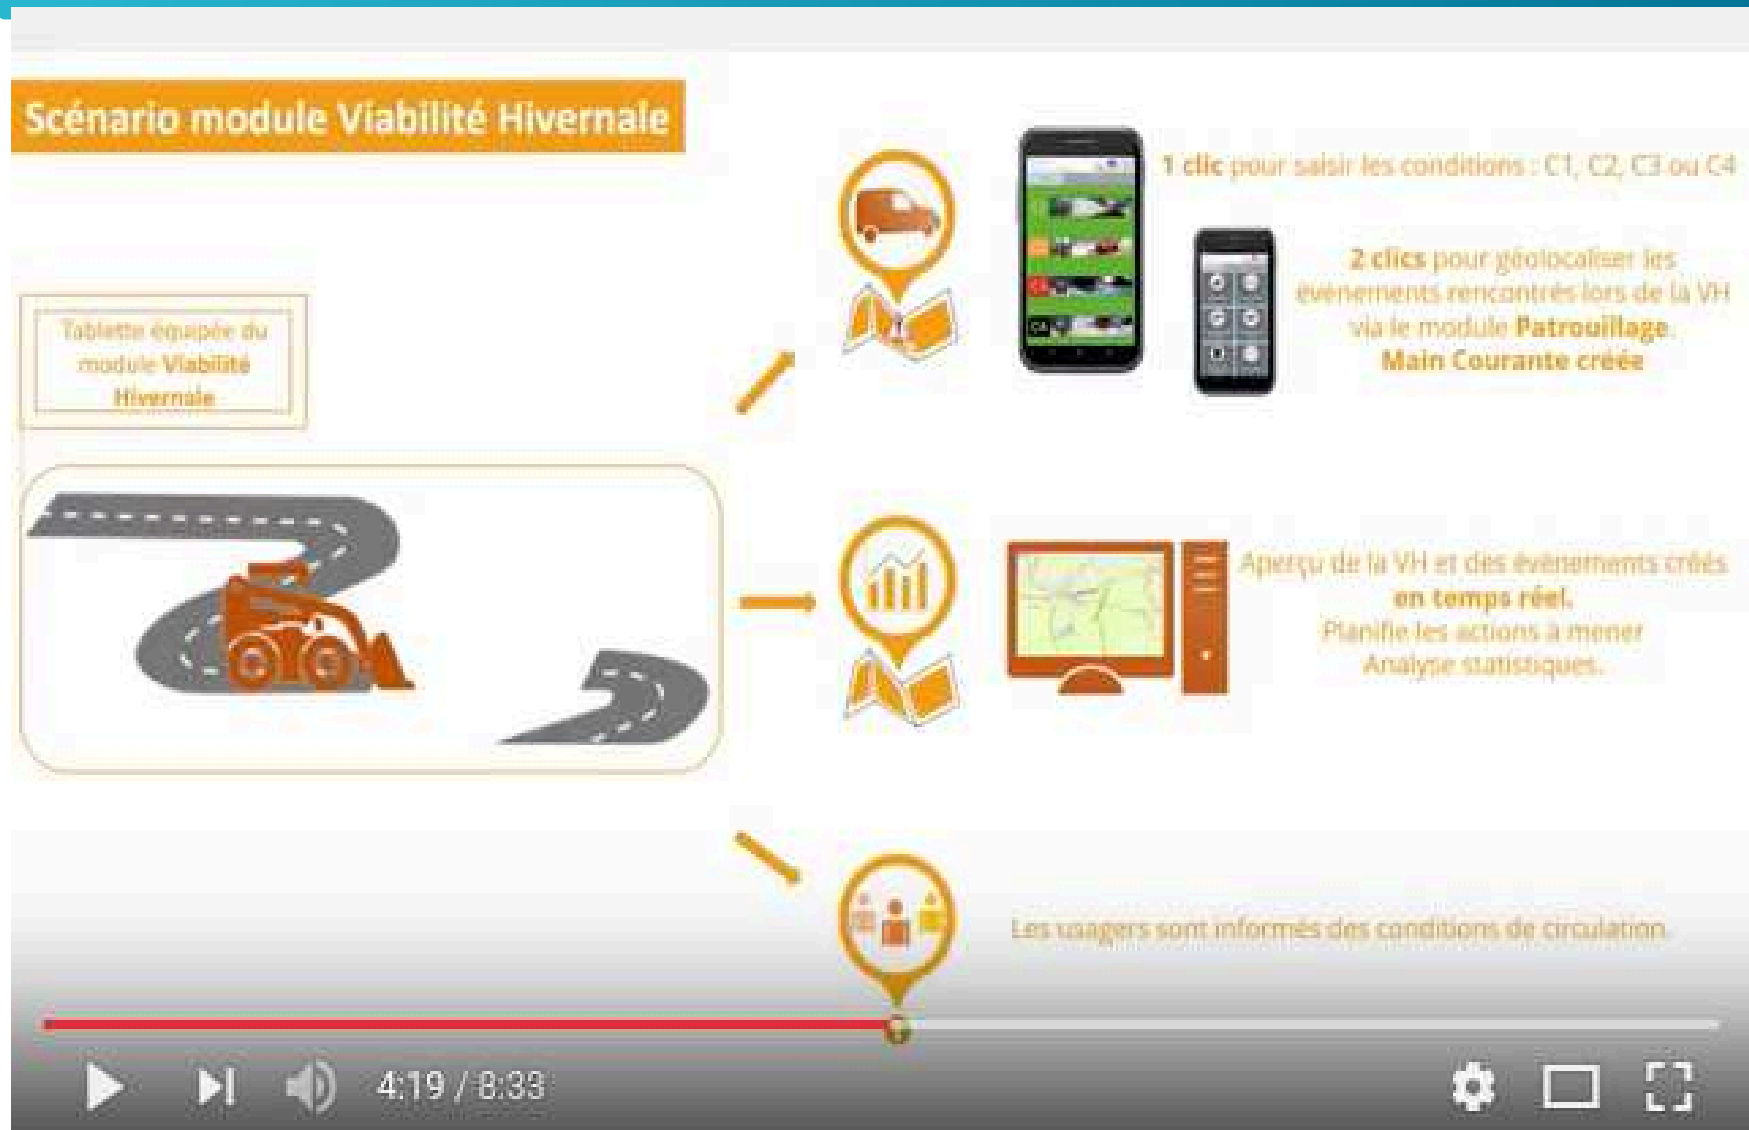 Scénario module Viabilité Hivernale
Tablette équipée du
module Viabilité
Hivernale
1 clic pour saisir les conditions : C1, C2, C3 ou C4
2 clics pour géolocaliser les
évènements rencontrés lors de la VH
via le module Patrouillage.
Main Courante créée
C4
Aperçu de la VH et des évènements créés
en temps réel.
Planifie les actions à mener
Analyse statistiques.
Les usagers sont informés des conditions de circulation.
4:19 / 8:33